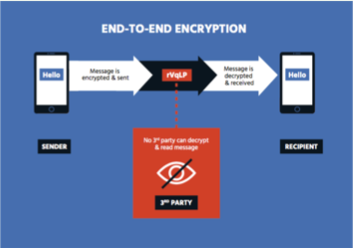 END-TO-END ENCRYPTION
Hello
Message is
encrypted & sent
rVqLP
Message is
decrypted
& received
Hello
SENDER
No 3rd party can decrypt
& read message
3RD PARTY
RECIPIENT